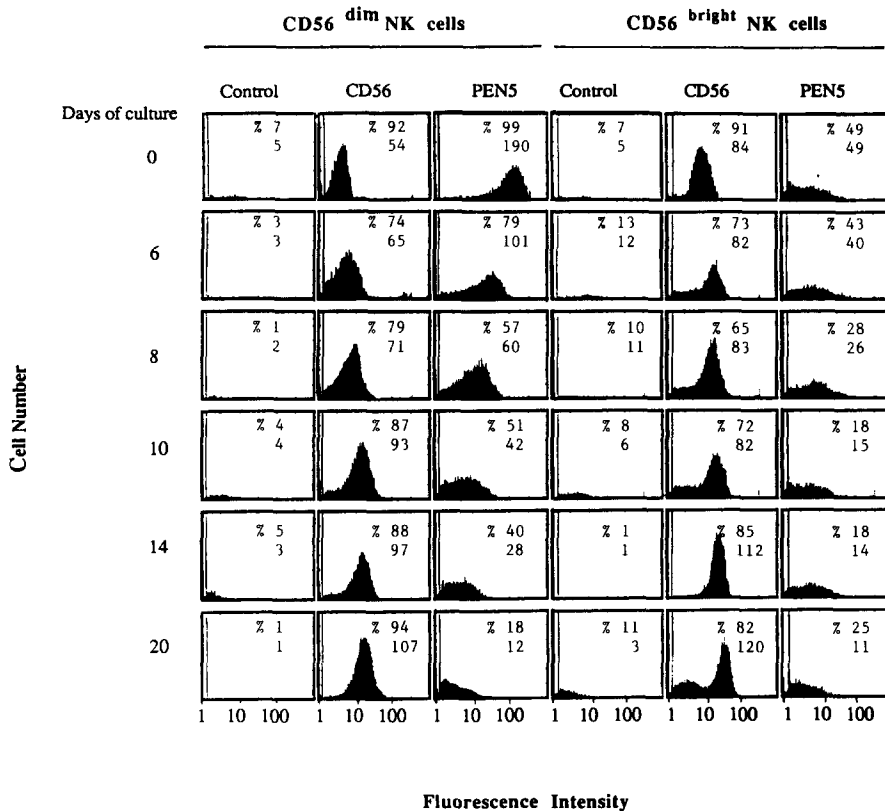 CD56 dim NK cells CD56 bright NK cells
Control CD56 PEN5 Control CD56 PEN5
Days of culture
0 % 7 % 92 % 99 % 7 % 91 % 49
5 54 190 5 84 49
6 % 3 % 74 % 79 % 13 % 73 % 43
3 65 101 12 82 40
8 % 1 % 79 % 57 % 10 % 65 % 28
2 71 60 11 83 26
10 % 4 % 87 % 51 % 8 % 72 % 18
4 93 42 6 82 15
14 % 5 % 88 % 40 % 1 % 85 % 18
3 97 28 1 112 14
20 % 1 % 94 % 18 % 11 % 82 % 25
1 107 12 3 120 11
1 10 100 1 10 100 1 10 100 1 10 100 1 10 100 1 10 100
Cell Number
Fluorescence Intensity